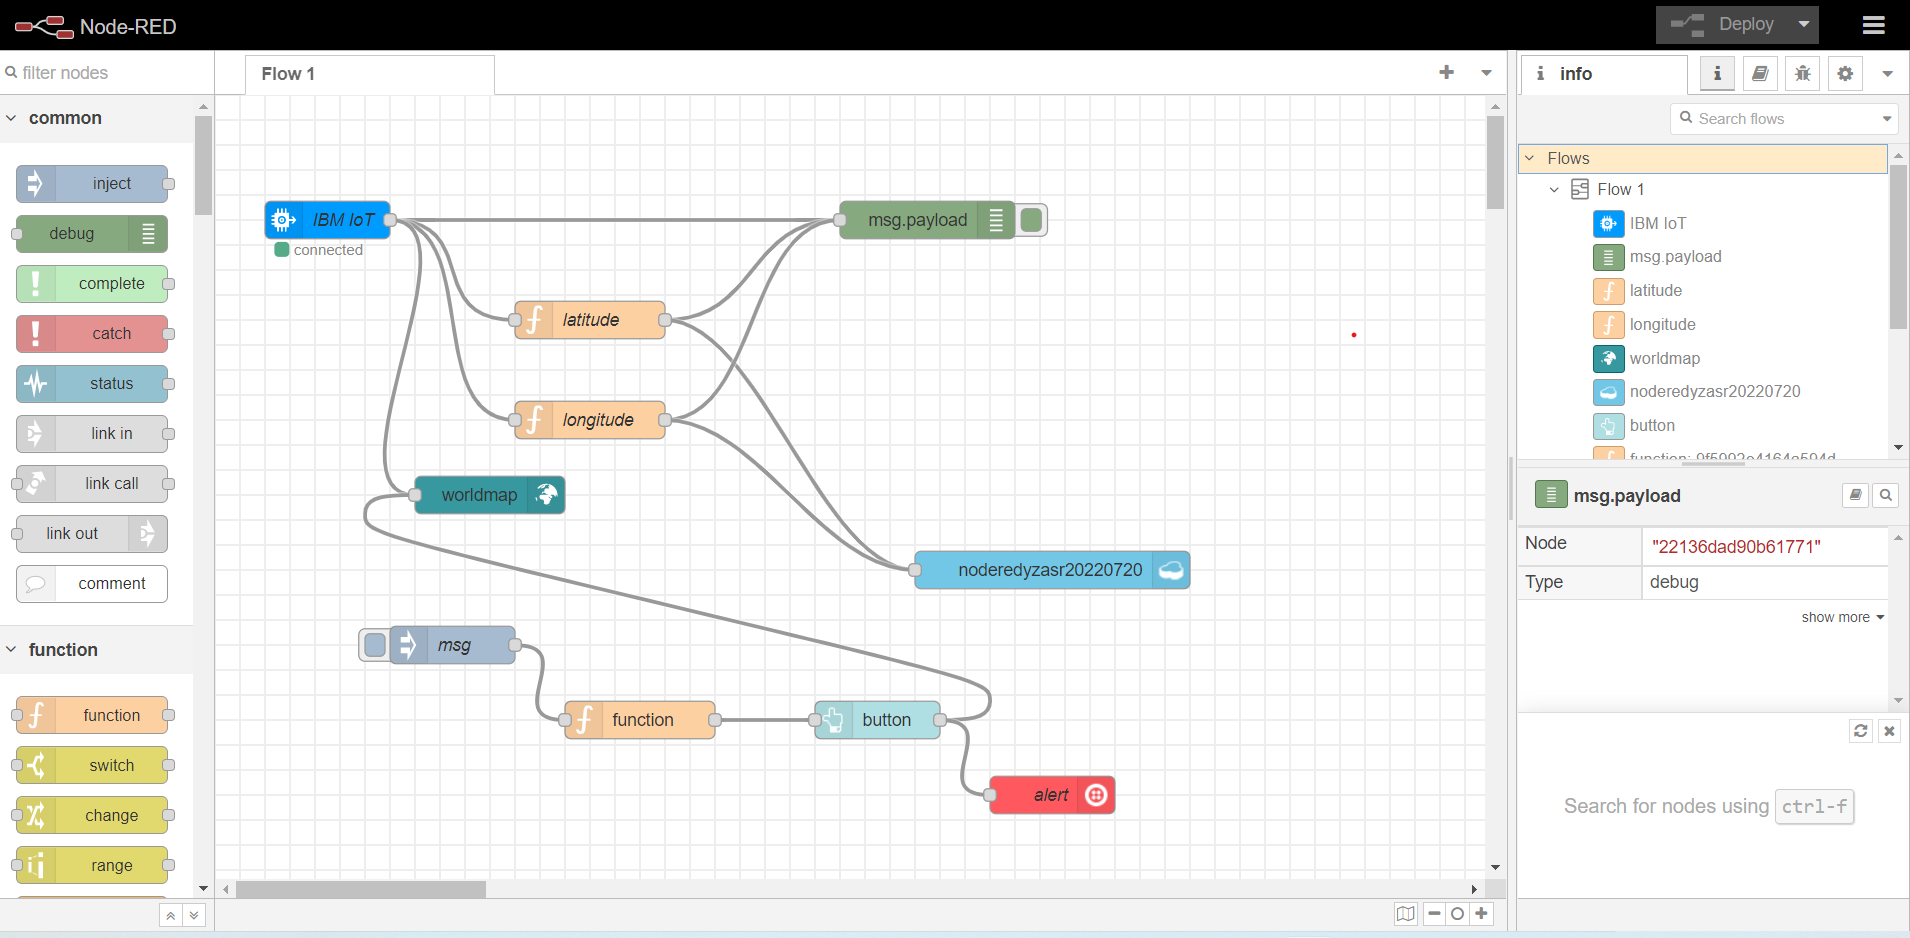 Node-RED
Deploy
filter nodes
common
inject
debug
complete
catch
status
link in
link call
link out
comment
function
function
switch
change
range
Flow 1
IBM IoT
connected
msg.payload
latitude
longitude
worldmap
noderedyzasr20220720
msg
function
button
alert
i info
i
Search flows
Flows
Flow 1
IBM IoT
msg.payload
latitude
longitude
worldmap
noderedyzasr20220720
button
msg.payload
Node "22136dad90b61771"
Type debug
show more
Search for nodes using ctrl-f